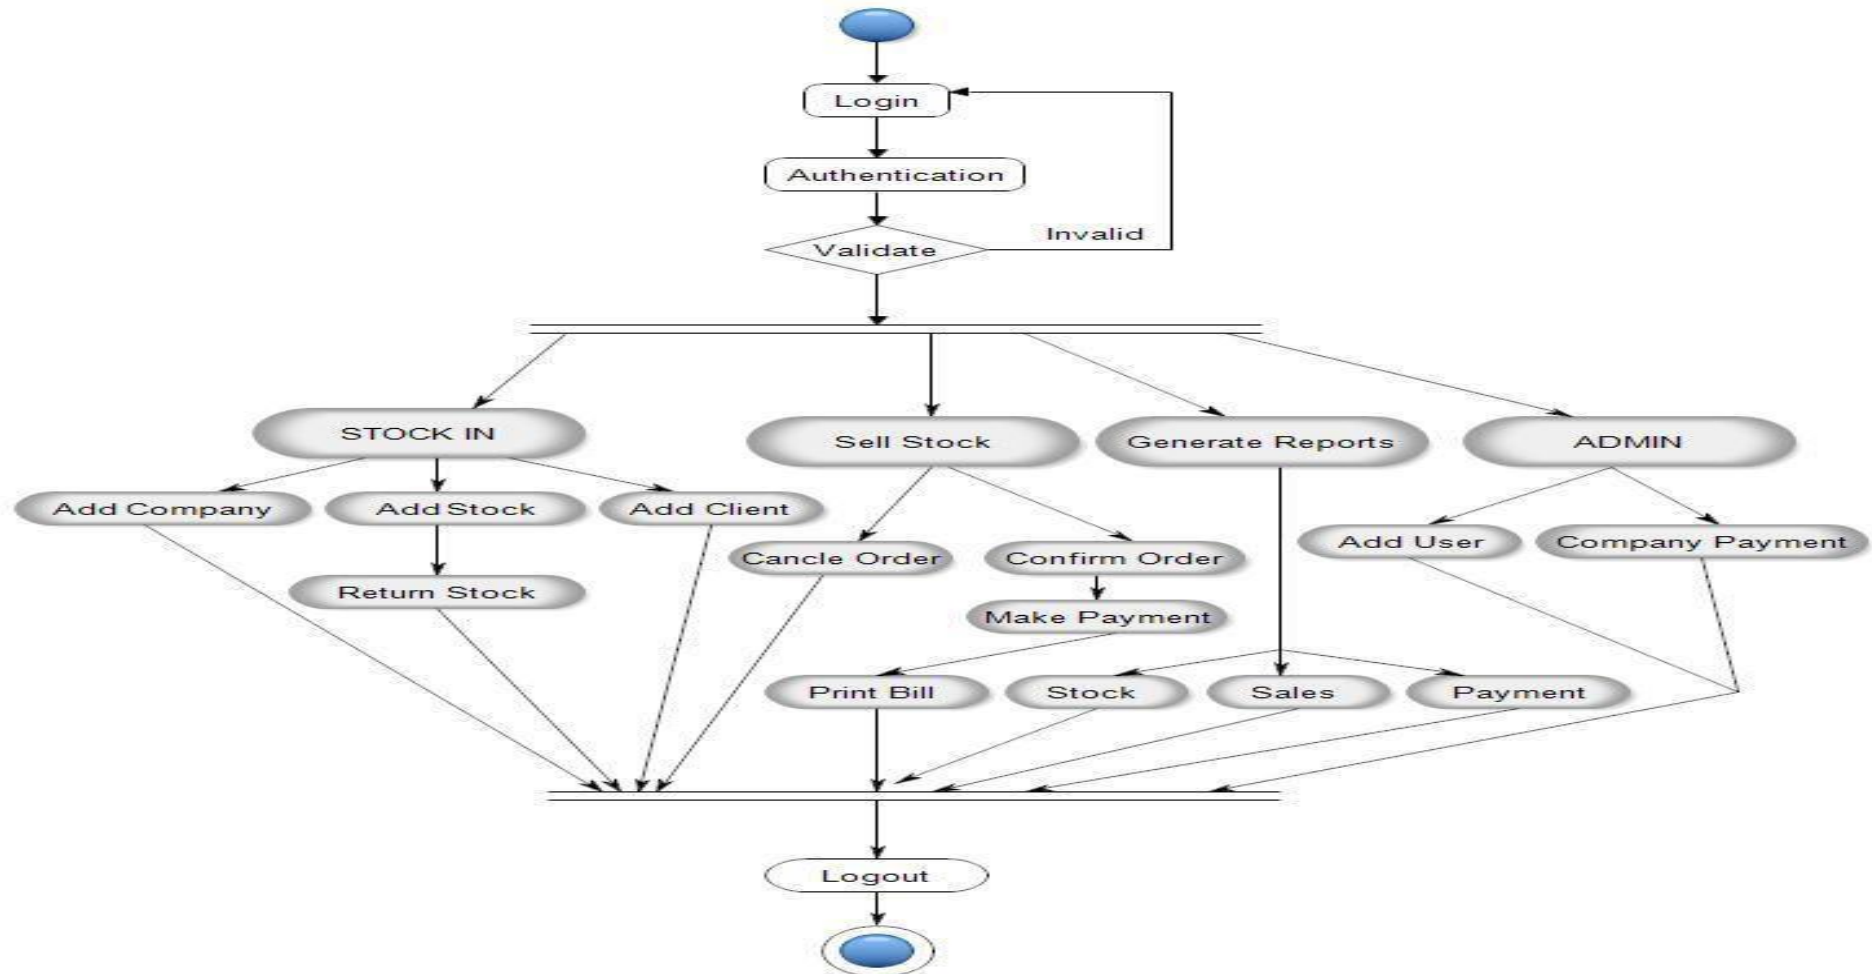 Login
Authentication
Invalid
Validate
STOCK IN
Sell Stock
Generate Reports
ADMIN
Add Company
Add Stock
Add Client
Cancle Order
Confirm Order
Add User
Company Payment
Return Stock
Make Payment
Print Bill
Stock
Sales
Payment
Logout